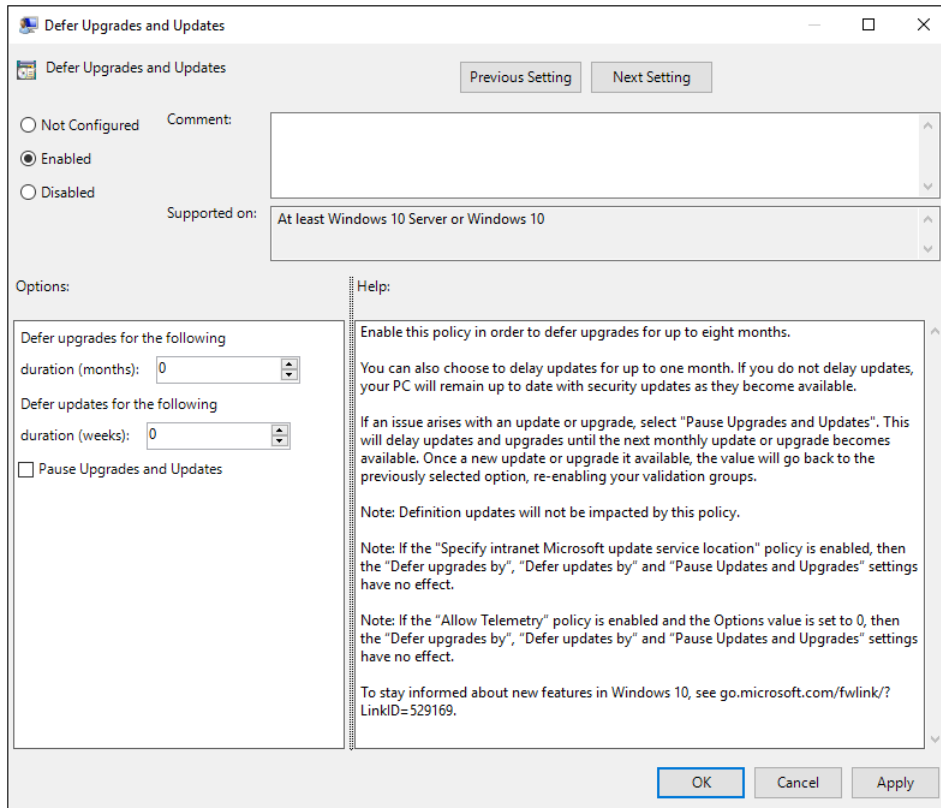 Defer Upgrades and Updates
Defer Upgrades and Updates
Previous Setting
Next Setting
Not Configured
Enabled
Disabled
Comment:
Supported on:
At least Windows 10 Server or Windows 10
Options:
Help:
Defer upgrades for the following
duration (months):
0
Defer updates for the following
duration (weeks):
0
Pause Upgrades and Updates
Enable this policy in order to defer upgrades for up to eight months.
You can also choose to delay updates for up to one month. If you do not delay updates,
your PC will remain up to date with security updates as they become available.
If an issue arises with an update or upgrade, select "Pause Upgrades and Updates". This
will delay updates and upgrades until the next monthly update or upgrade becomes
available. Once a new update or upgrade it available, the value will go back to the
previously selected option, re-enabling your validation groups.
Note: Definition updates will not be impacted by this policy.
Note: If the "Specify intranet Microsoft update service location" policy is enabled, then
the "Defer upgrades by", "Defer updates by" and "Pause Updates and Upgrades" settings
have no effect.
Note: If the "Allow Telemetry" policy is enabled and the Options value is set to 0, then
the "Defer upgrades by", "Defer updates by" and "Pause Updates and Upgrades" settings
have no effect.
To stay informed about new features in Windows 10, see go.microsoft.com/fwlink/?
LinkID=529169.
OK
Cancel
Apply